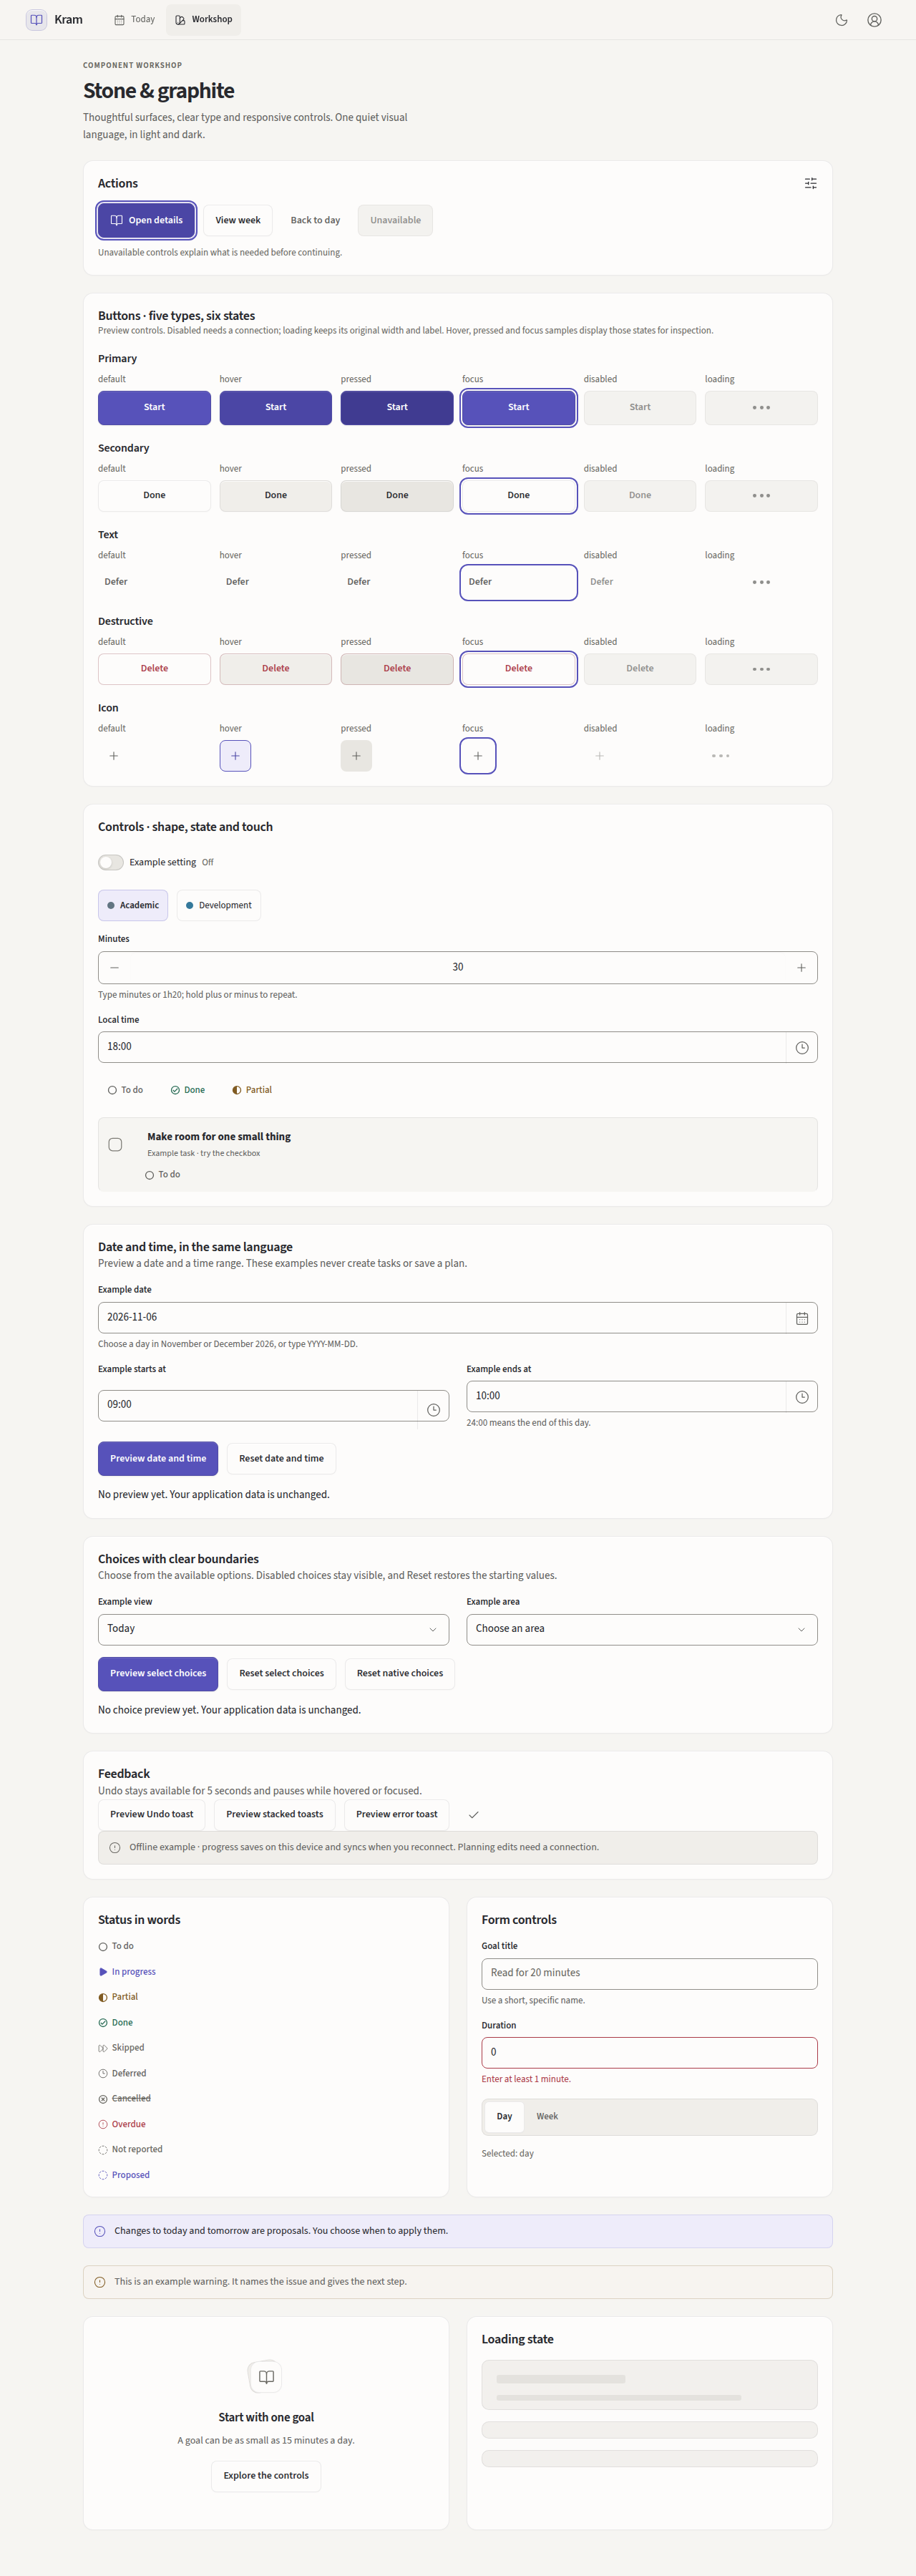 Kram
Today
Workshop
COMPONENT WORKSHOP
Stone & graphite
Thoughtful surfaces, clear type and responsive controls. One quiet visual
language, in light and dark.
Actions
Open details
View week
Back to day
Unavailable
Unavailable controls explain what is needed before continuing.
Buttons · five types, six states
Preview controls. Disabled needs a connection; loading keeps its original width and label. Hover, pressed and focus samples display those states for inspection.
Primary
default hover pressed focus disabled loading
Start Start Start Start Start
Secondary
default hover pressed focus disabled loading
Done Done Done Done Done
Text
default hover pressed focus disabled loading
Defer Defer Defer Defer Defer
Destructive
default hover pressed focus disabled loading
Delete Delete Delete Delete Delete
Icon
default hover pressed focus disabled loading
Controls · shape, state and touch
Example setting Off
Academic
Development
Minutes
30
Type minutes or 1h20; hold plus or minus to repeat.
Local time
18:00
To do
Done
Partial
Make room for one small thing
Example task · try the checkbox
To do
Date and time, in the same language
Preview a date and a time range. These examples never create tasks or save a plan.
Example date
2026-11-06
Choose a day in November or December 2026, or type YYYY-MM-DD.
Example starts at
09:00
Example ends at
10:00
24:00 means the end of this day.
Preview date and time
Reset date and time
No preview yet. Your application data is unchanged.
Choices with clear boundaries
Choose from the available options. Disabled choices stay visible, and Reset restores the starting values.
Example view
Today
Example area
Choose an area
Preview select choices
Reset select choices
Reset native choices
No choice preview yet. Your application data is unchanged.
Feedback
Undo stays available for 5 seconds and pauses while hovered or focused.
Preview Undo toast
Preview stacked toasts
Preview error toast
Offline example · progress saves on this device and syncs when you reconnect. Planning edits need a connection.
Status in words
To do
In progress
Partial
Done
Skipped
Deferred
Cancelled
Overdue
Not reported
Proposed
Form controls
Goal title
Read for 20 minutes
Use a short, specific name.
Duration
0
Enter at least 1 minute.
Day
Week
Selected: day
Changes to today and tomorrow are proposals. You choose when to apply them.
This is an example warning. It names the issue and gives the next step.
Start with one goal
A goal can be as small as 15 minutes a day.
Explore the controls
Loading state